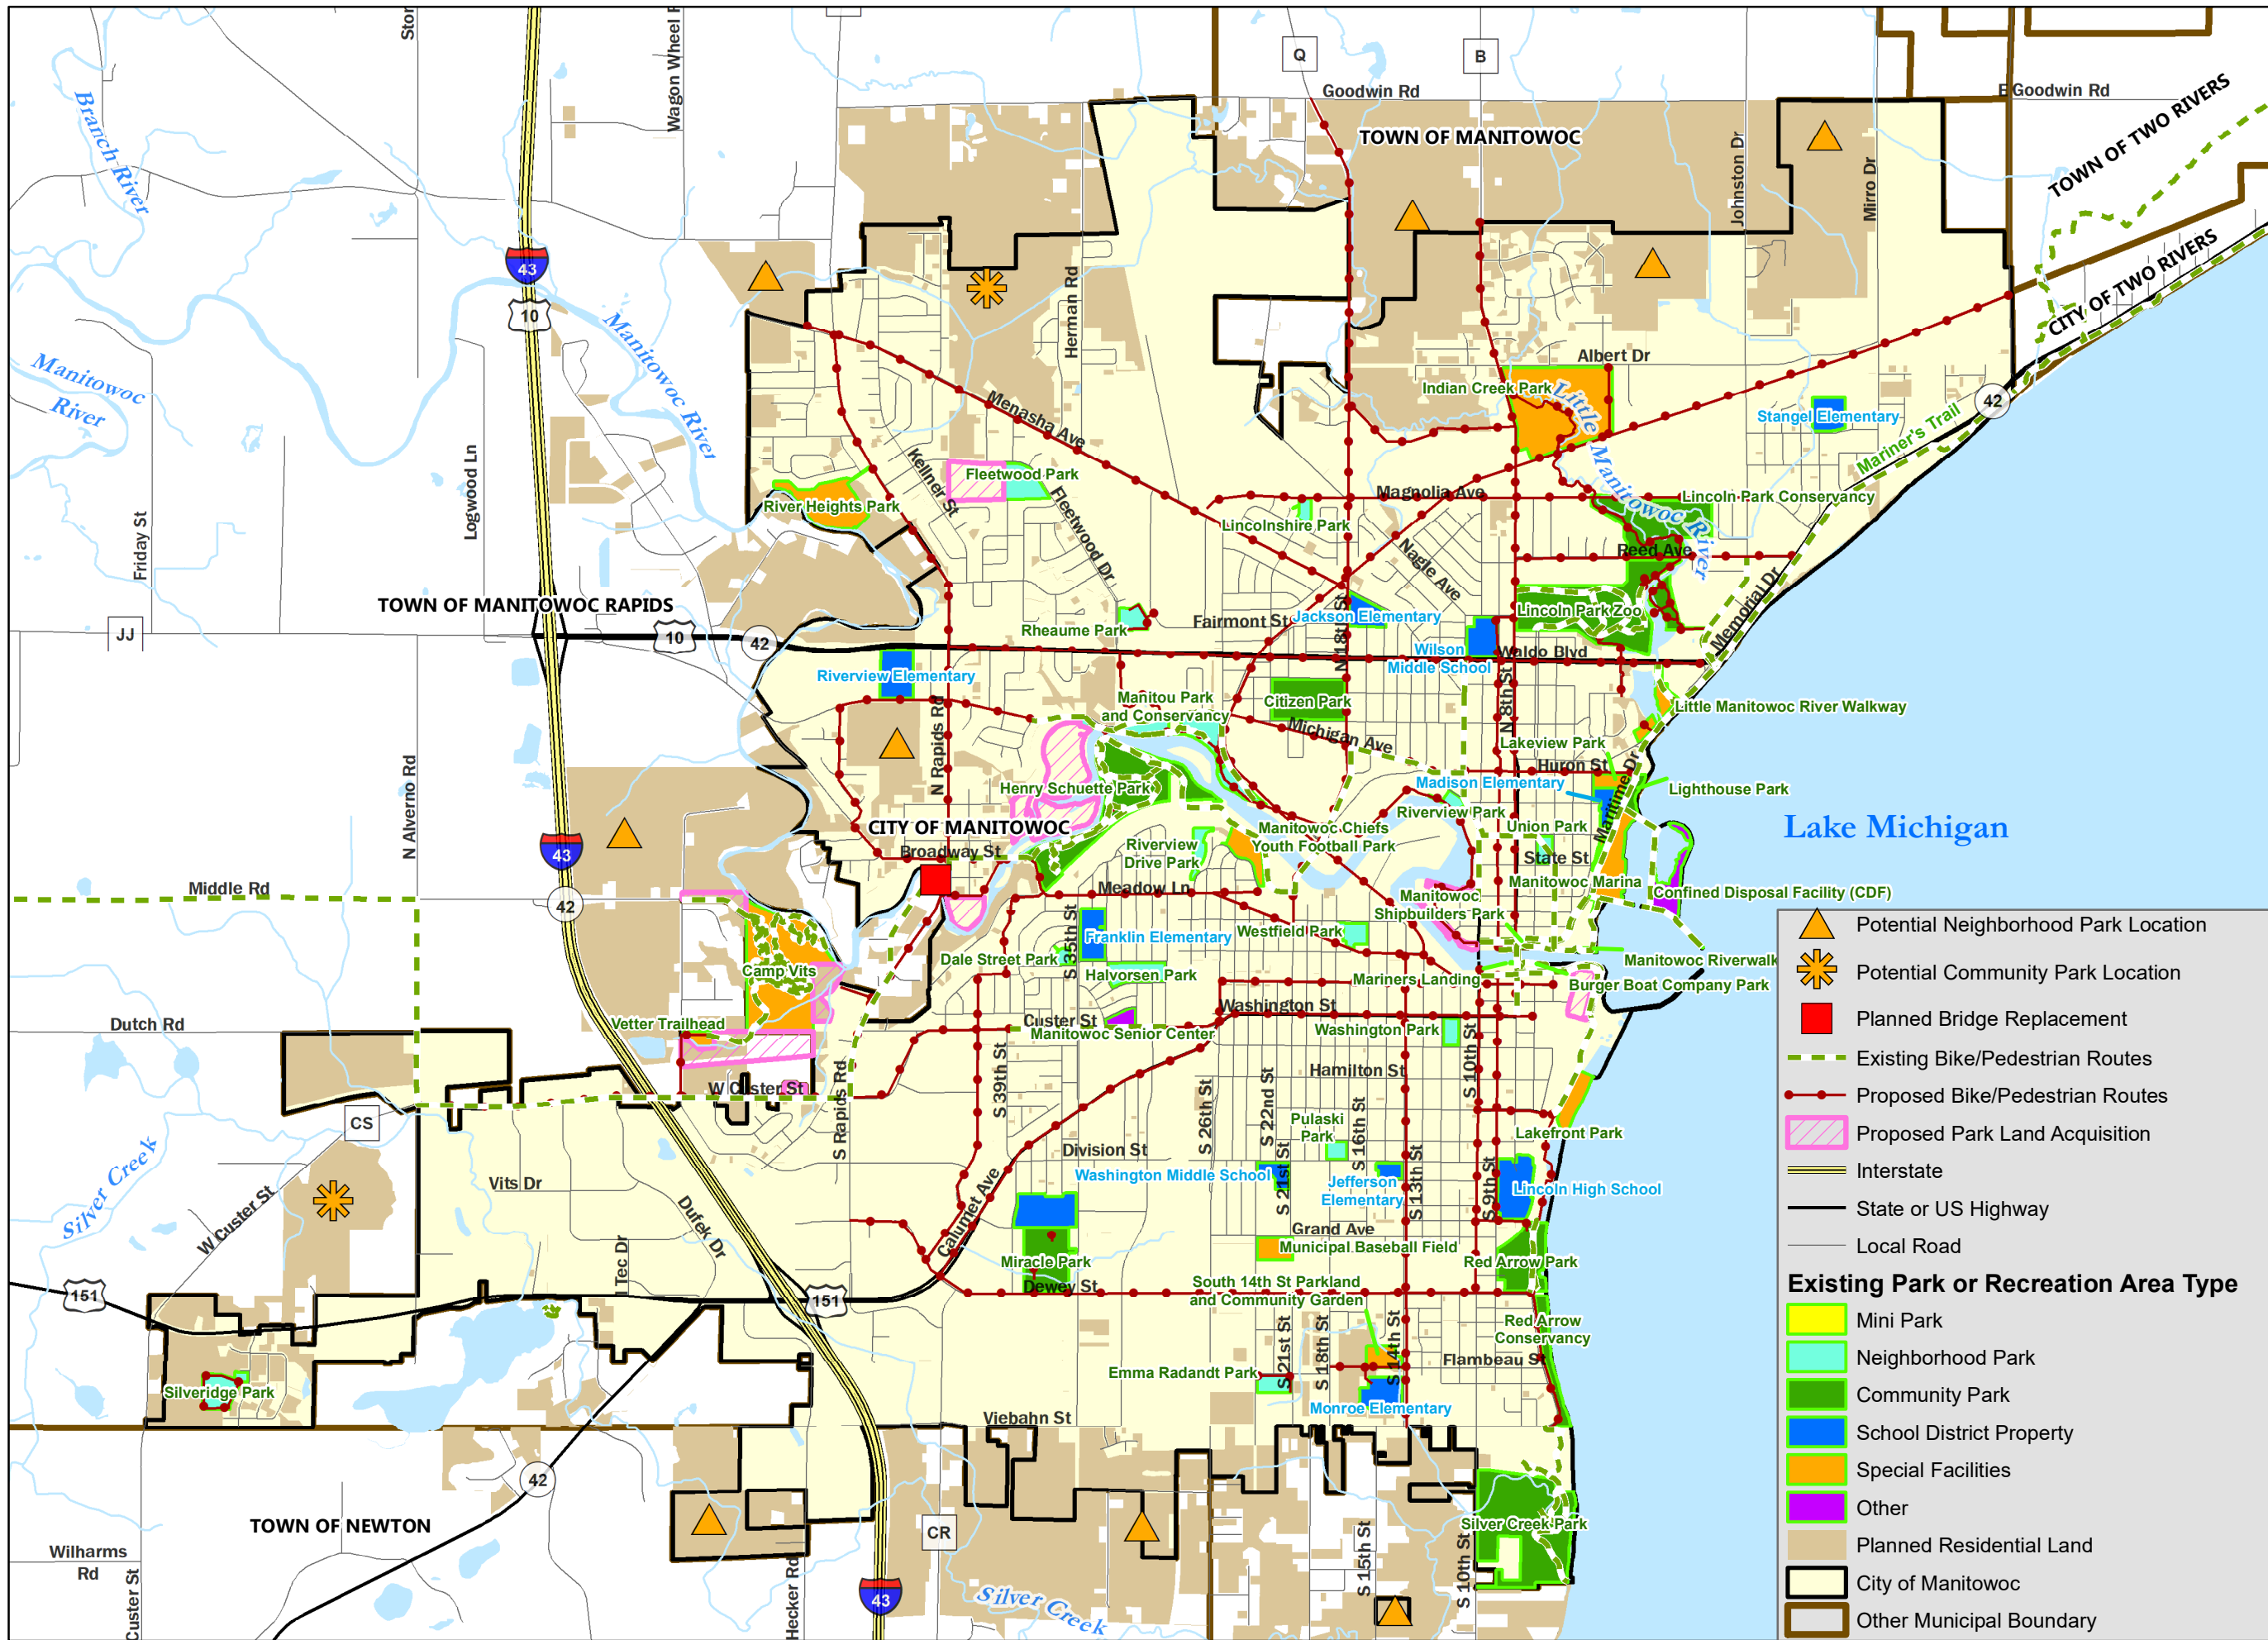 Q
B
Goodwin Rd
E Goodwin Rd
TOWN OF TWO RIVERS
TOWN OF MANITOWOC
Wagon Wheel R
Branch River
Johnston Dr
Mirro Dr
43
10
Herman Rd
CITY OF TWO RIVERS
Manitowoc River
Manitowoc
River
Albert Dr
Indian Creek Park
Little Manitowoc River
Stangel Elementary
42
Mariner's Trail
Menasha Ave
Kellner St
Fleetwood Park
Fleetwood Dr
River Heights Park
Logwood Ln
Friday St
Magnolia Ave
Lincoln Park Conservancy
Lincolnshire Park
Nagle Ave
Reed Ave
TOWN OF MANITOWOC RAPIDS
JJ
10
42
Rheaume Park
Fairmont St
Jackson Elementary
N 18th St
Lincoln Park Zoo
Memorial Dr
Wilson
Middle School
Waldo Blvd
Riverview Elementary
N Rapids Rd
Manitou Park
and Conservancy
Citizen Park
Michigan Ave
N 8th St
Little Manitowoc River Walkway
Lakeview Park
Huron St
Maritime Dr
Madison Elementary
Lighthouse Park
Henry Schuette Park
N Alverno Rd
CITY OF MANITOWOC
43
Broadway St
Riverview
Drive Park
Manitowoc Chiefs
Youth Football Park
Riverview Park
Union Park
State St
Lake Michigan
Middle Rd
42
Meadow Ln
Manitowoc Marina
Confined Disposal Facility (CDF)
Manitowoc
Shipbuilders Park
S 35th St
Franklin Elementary
Westfield Park
Dale Street Park
Halvorsen Park
Camp Vits
Mariners Landing
Manitowoc Riverwalk
Burger Boat Company Park
Vetter Trailhead
Dutch Rd
Custer St
Manitowoc Senior Center
Washington St
Washington Park
W Custer St
S Rapids Rd
S 39th St
Hamilton St
S 10th St
S 26th St
S 22nd St
S 16th St
Pulaski
Park
Lakefront Park
CS
Silver Creek
W Custer St
Division St
Washington Middle School
S 21st St
Jefferson
Elementary
S 13th St
S 9th St
Lincoln High School
Vits Dr
Tec Dr
Dufek Dr
Calumet Ave
Grand Ave
Municipal Baseball Field
Miracle Park
Dewey St
Red Arrow Park
151
151
South 14th St Parkland
and Community Garden
Red Arrow
Conservancy
S 21st St
S 18th St
S 14th St
Flambeau St
Emma Radandt Park
Monroe Elementary
Silveridge Park
Viebahn St
42
TOWN OF NEWTON
CR
Silver Creek Park
Wilharms
Rd
Custer St
Hecker Rd
43
Silver Creek
S 15th St
S 10th St
Potential Neighborhood Park Location
Potential Community Park Location
Planned Bridge Replacement
Existing Bike/Pedestrian Routes
Proposed Bike/Pedestrian Routes
Proposed Park Land Acquisition
Interstate
State or US Highway
Local Road
Existing Park or Recreation Area Type
Mini Park
Neighborhood Park
Community Park
School District Property
Special Facilities
Other
Planned Residential Land
City of Manitowoc
Other Municipal Boundary